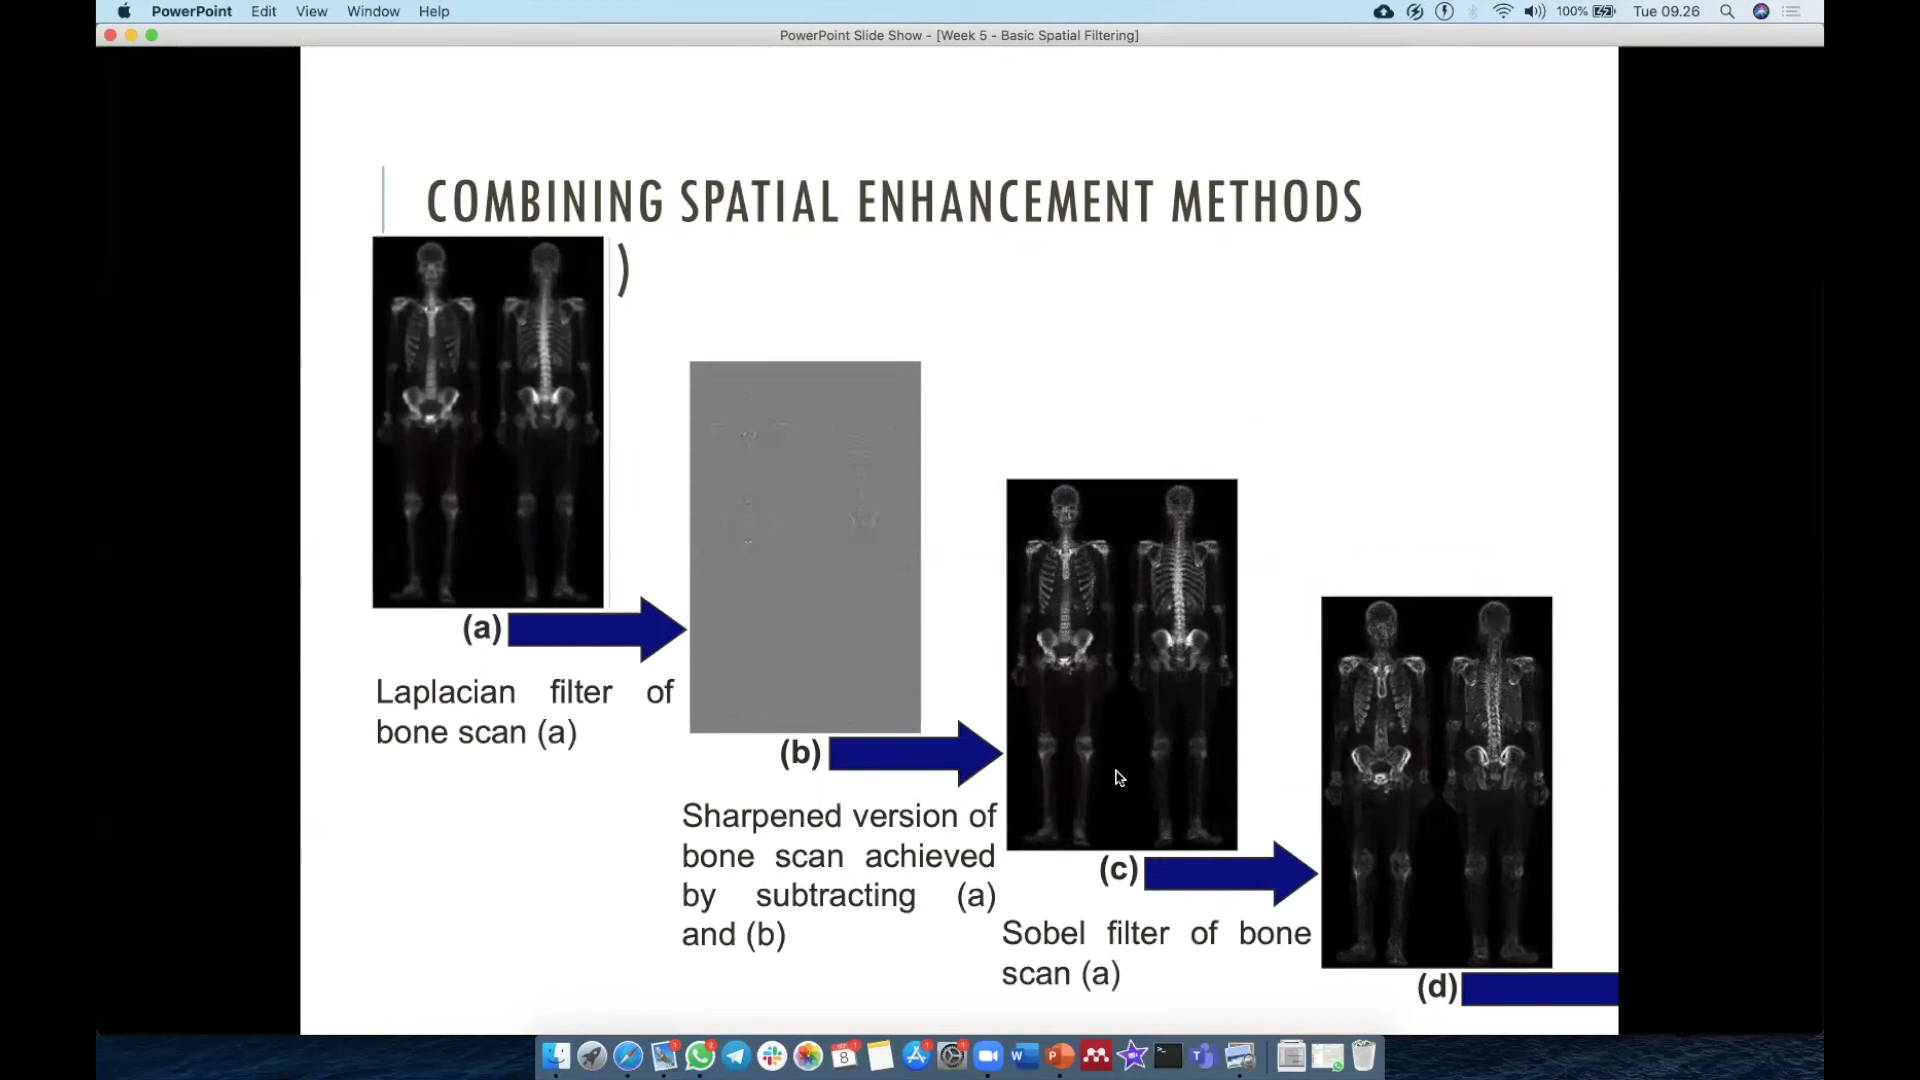 PowerPoint Edit View Window Help 100% Tue 09.26
PowerPoint Slide Show - [Week 5 - Basic Spatial Filtering]
COMBINING SPATIAL ENHANCEMENT METHODS
)
(a)
Laplacian filter of
bone scan (a)
(b)
Sharpened version of
bone scan achieved
by subtracting (a)
and (b)
(c)
Sobel filter of bone
scan (a)
(d)